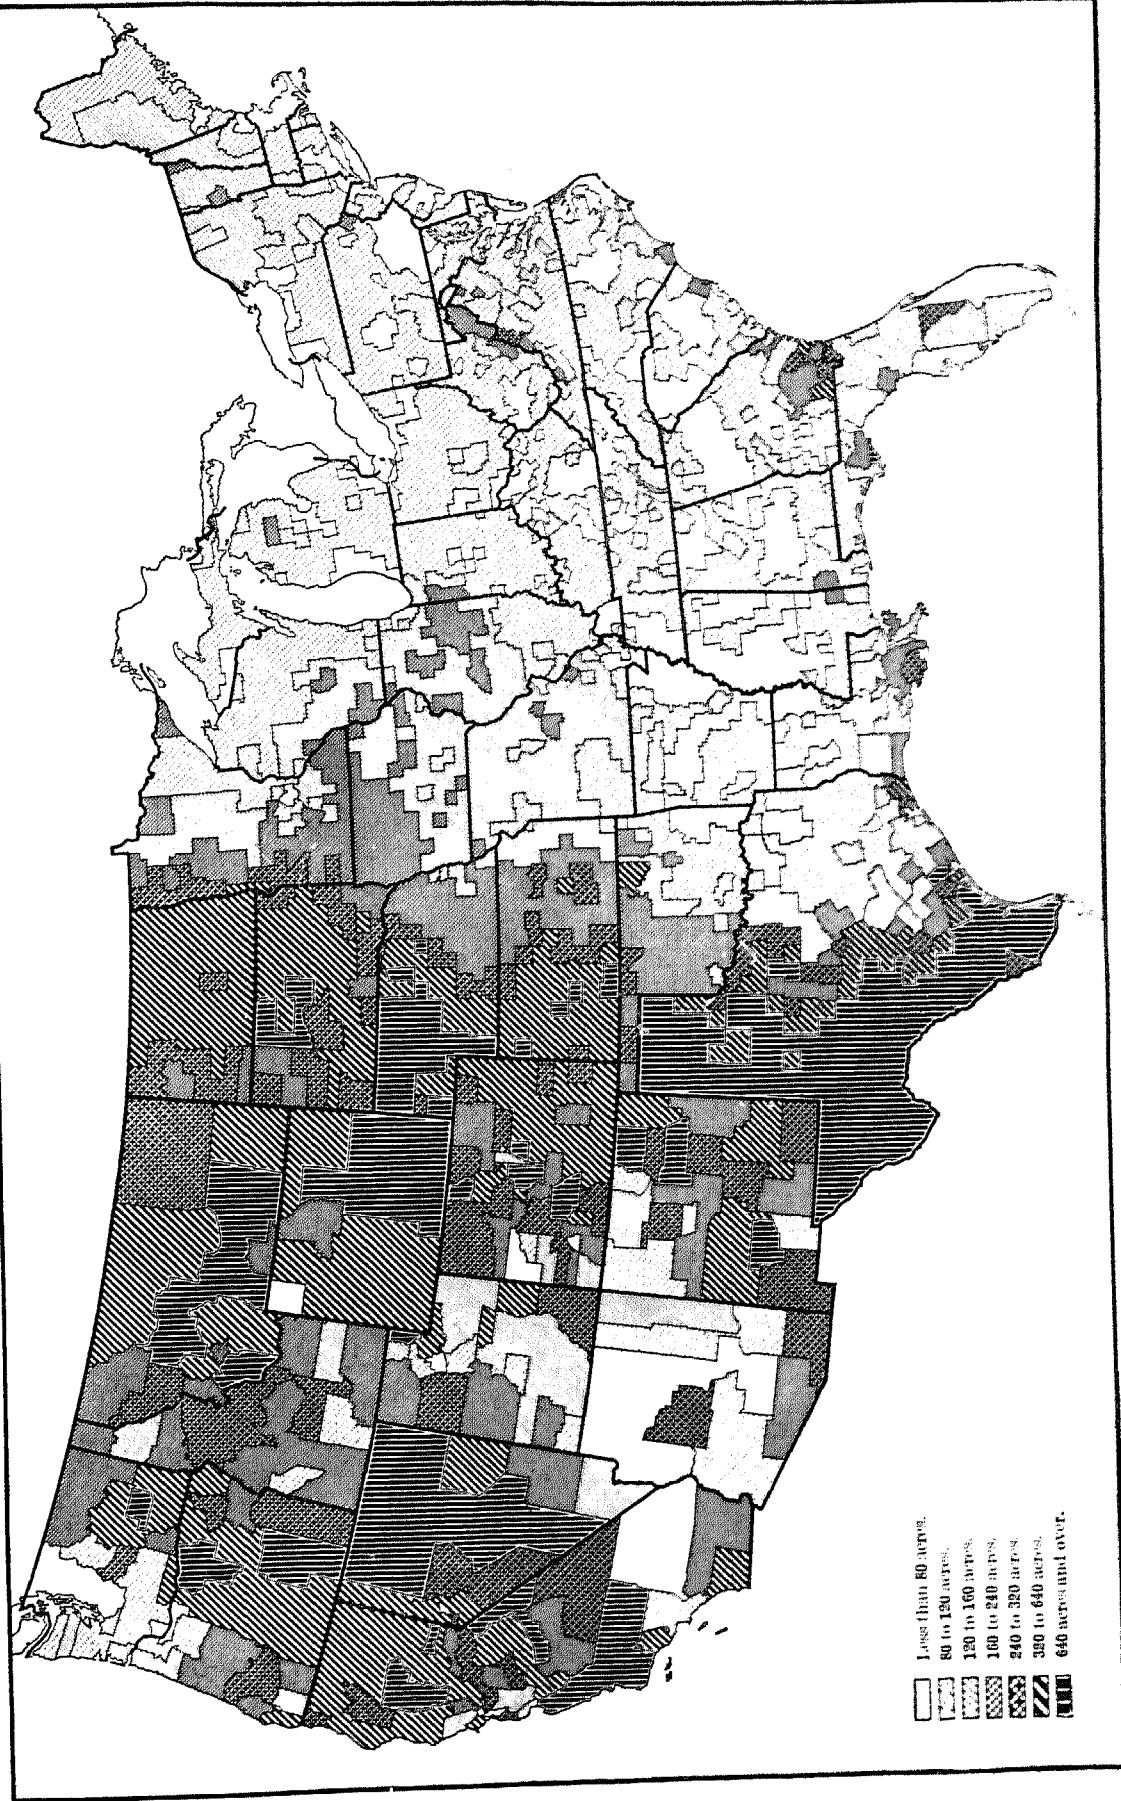 Less than 80 acres.
80 to 120 acres.
120 to 160 acres.
160 to 240 acres.
240 to 320 acres.
320 to 640 acres.
640 acres and over.